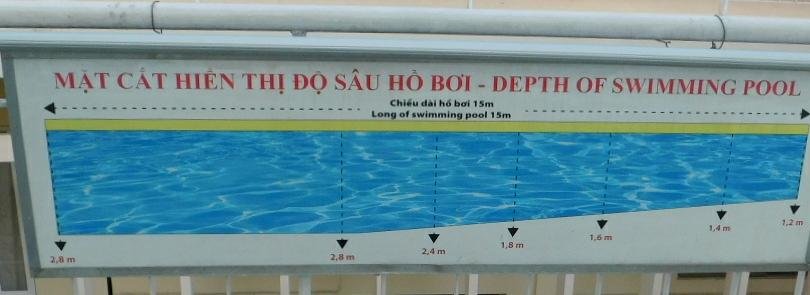 MẶT CẮT HIỂN THỊ ĐỘ SÂU HỒ BƠI - DEPTH OF SWIMMING POOL
Chiều dài hồ bơi 15m
Long of swimming pool 15m
2,8 m
2,8 m
2,4 m
1,8 m
1,6 m
1,4 m
1,2 m